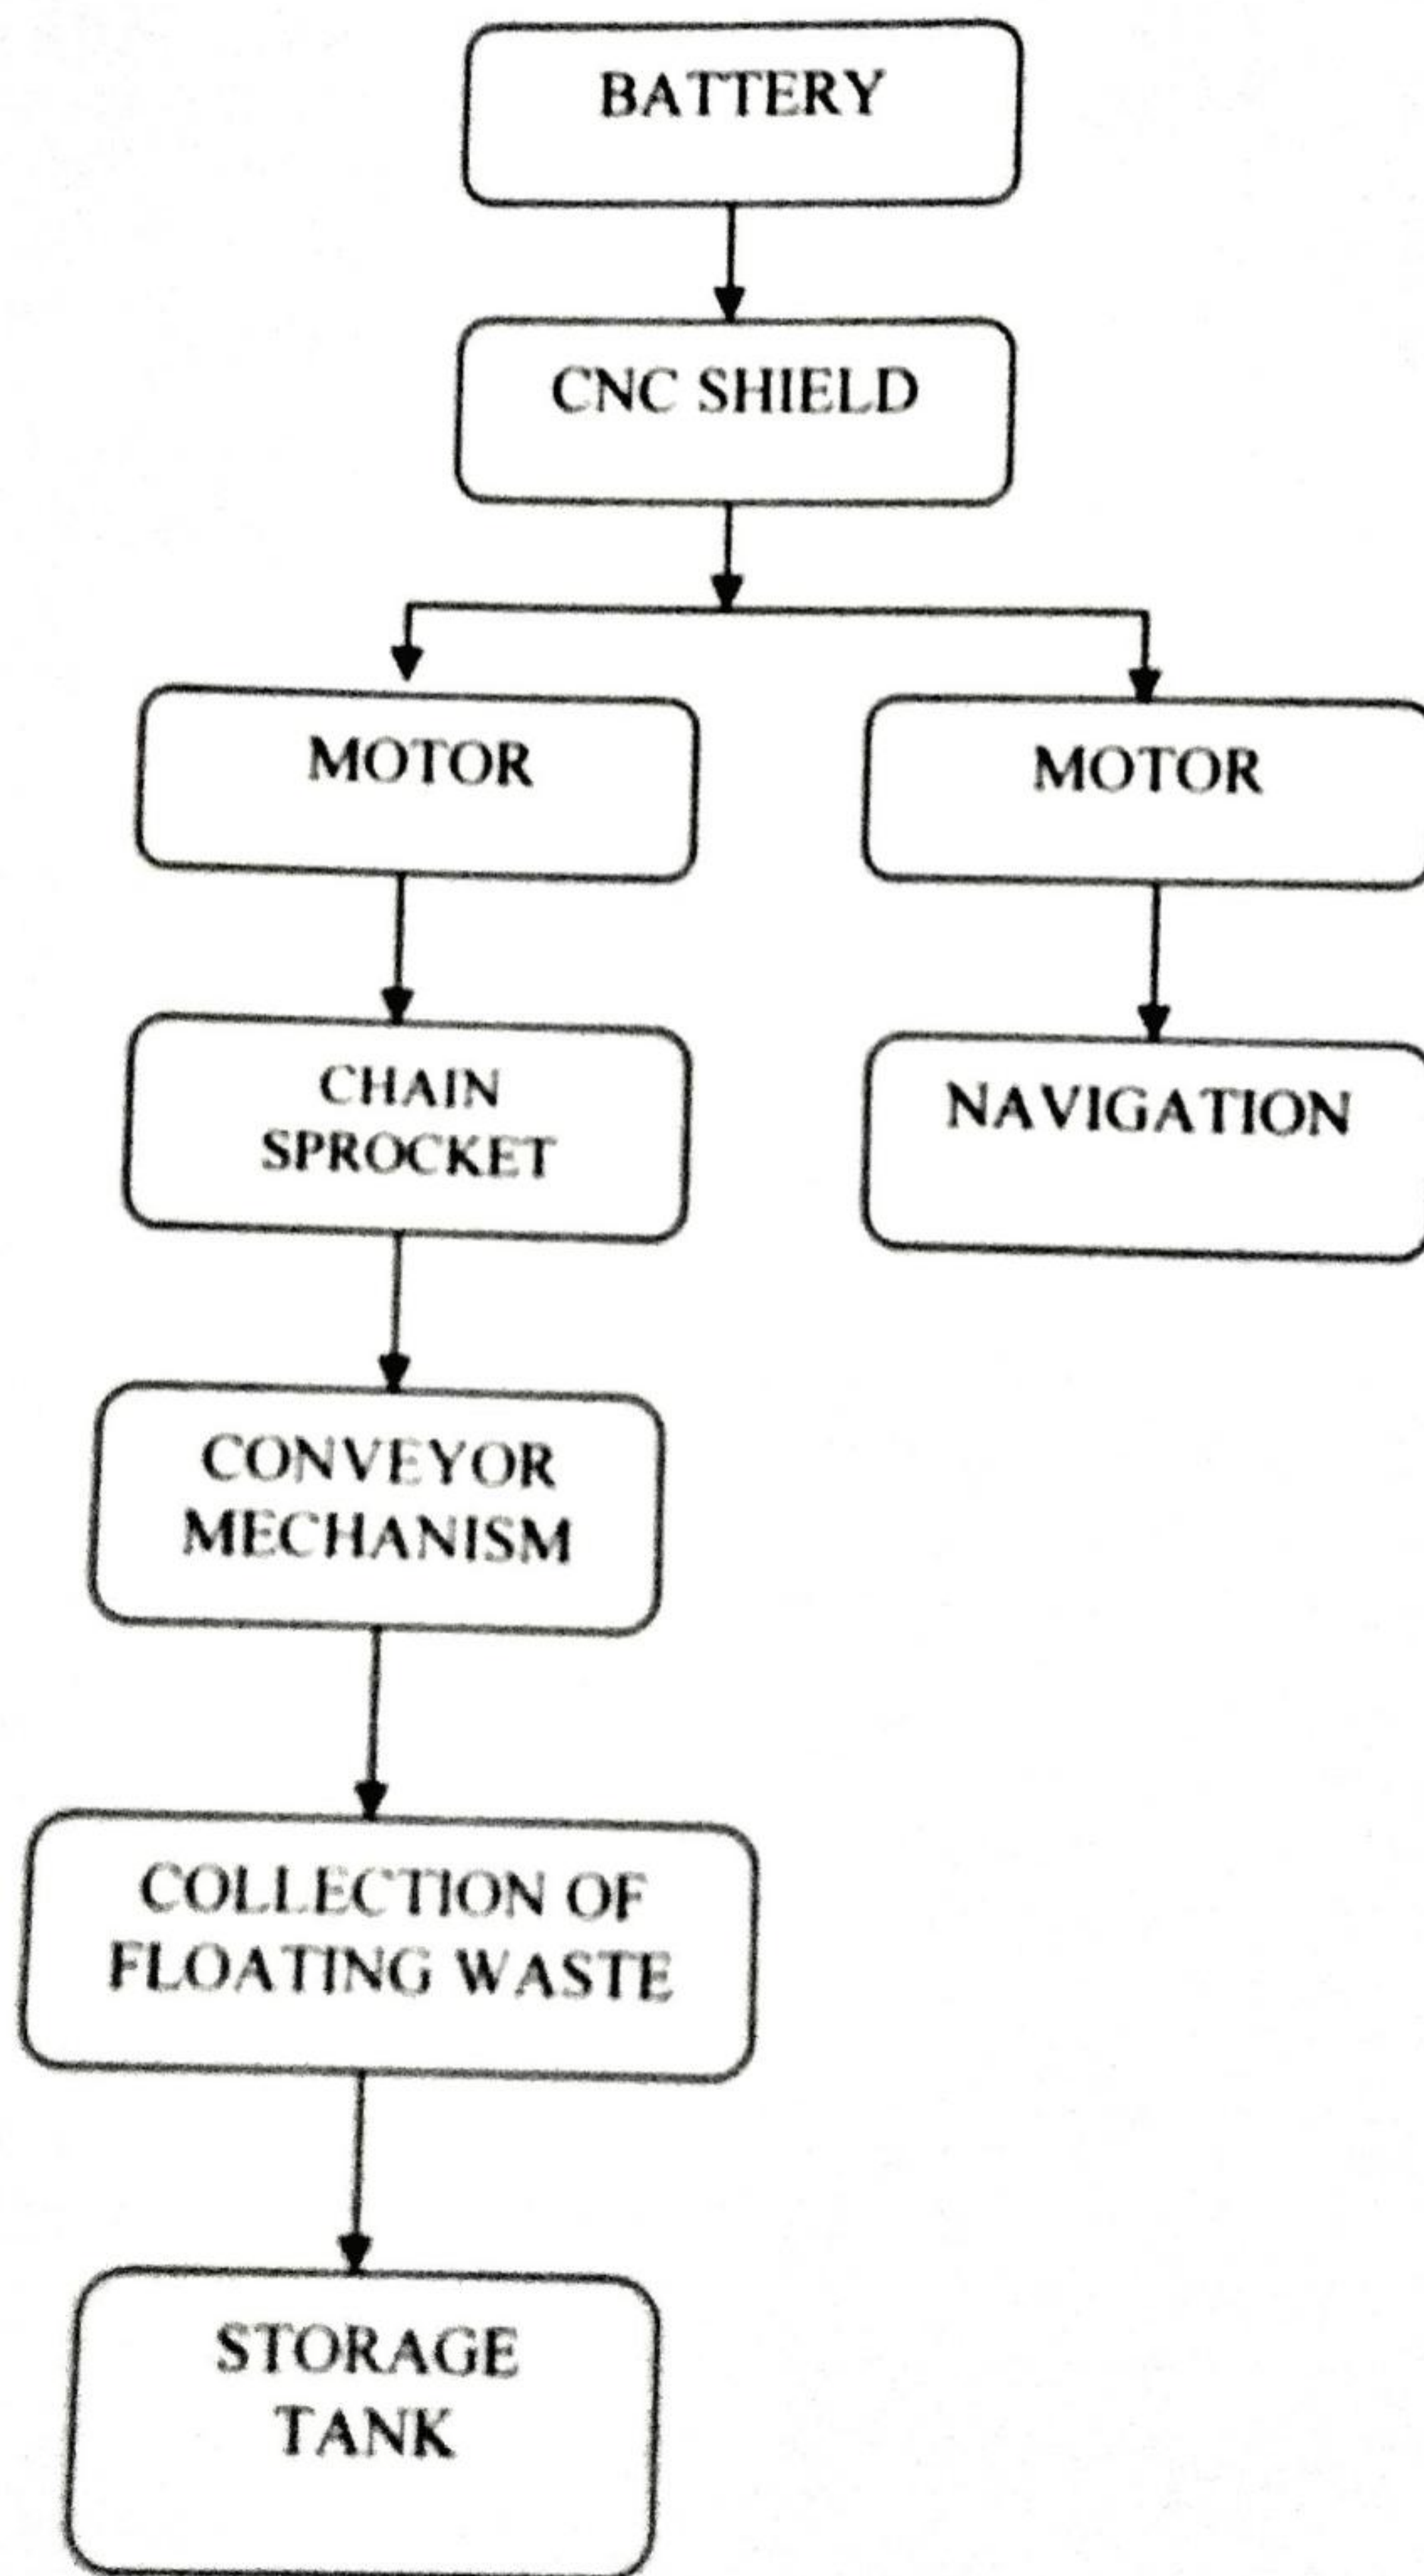 BATTERY
CNC SHIELD
MOTOR
MOTOR
CHAIN
SPROCKET
NAVIGATION
CONVEYOR
MECHANISM
COLLECTION OF
FLOATING WASTE
STORAGE
TANK